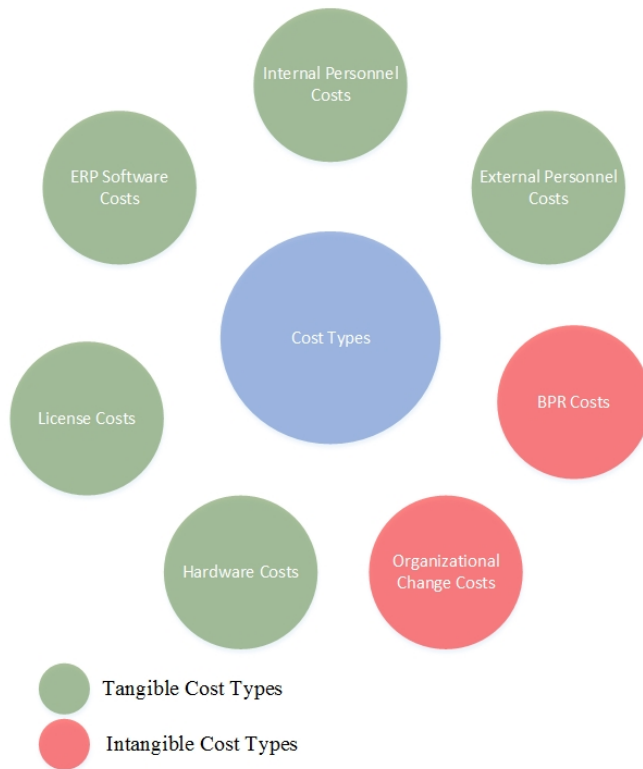 Internal Personnel
Costs
ERP Software
Costs
External Personnel
Costs
Cost Types
BPR Costs
License Costs
Organizational
Change Costs
Hardware Costs
Tangible Cost Types
Intangible Cost Types